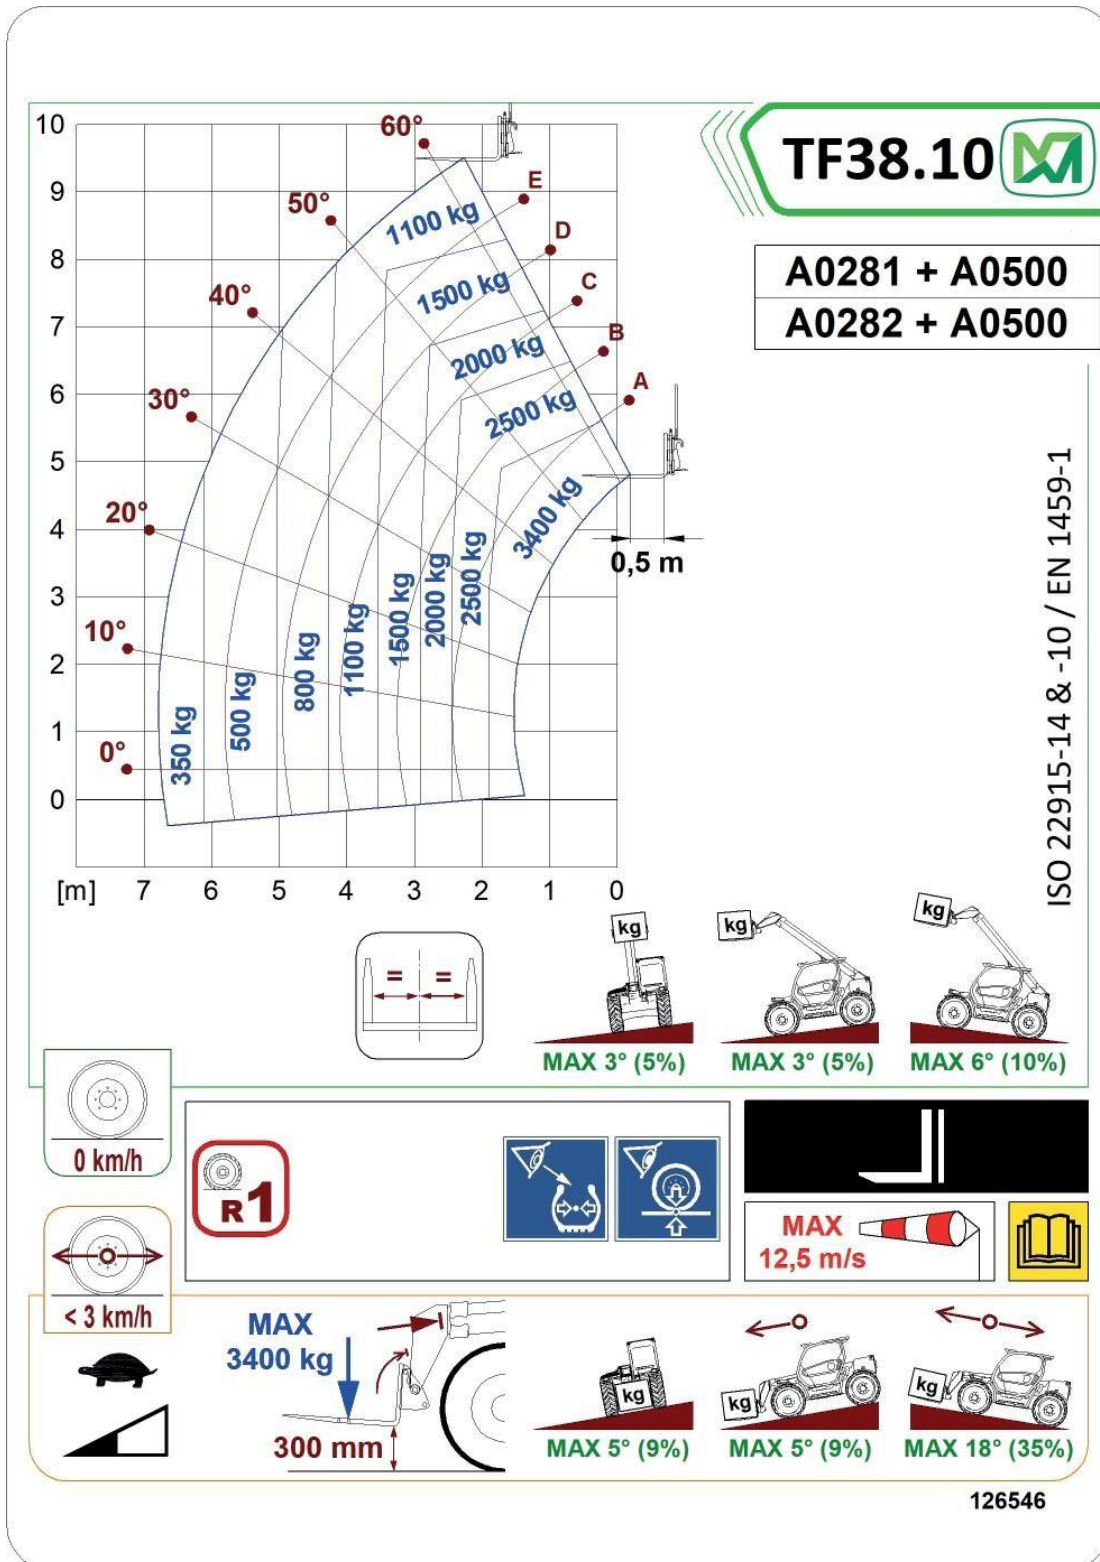 TF38.10
A0281 + A0500
A0282 + A0500
ISO 22915-14 & -10 / EN 1459-1
10
9
8
7
6
5
4
3
2
1
0
[m] 7 6 5 4 3 2 1 0
60°
50°
40°
30°
20°
10°
0°
E
D
C
B
A
1100 kg
1500 kg
2000 kg
2500 kg
3400 kg
350 kg
500 kg
800 kg
1100 kg
1500 kg
2000 kg
2500 kg
0,5 m
= =
kg kg kg
MAX 3° (5%) MAX 3° (5%) MAX 6° (10%)
0 km/h
R1
MAX
12,5 m/s
< 3 km/h
MAX
3400 kg
300 mm
kg kg kg
MAX 5° (9%) MAX 5° (9%) MAX 18° (35%)
126546